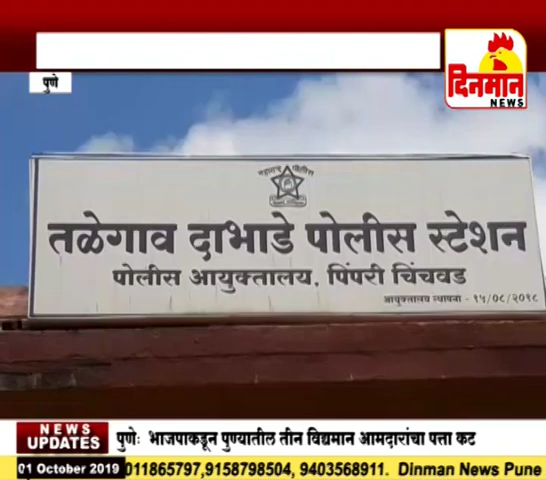 दिनमान
NEWS
पुणे
महाराष्ट्र पोलिस
तळेगाव दाभाडे पोलीस स्टेशन
पोलीस आयुक्तालय, पिंपरी चिंचवड
आयुक्तालय स्थापना - १५/०८/२०१८
NEWS
UPDATES
पुणेः भाजपाकडून पुण्यातील तीन विद्यमान आमदारांचा पत्ता कट
01 October 2019
011865797,9158798504, 9403568911. Dinman News Pune